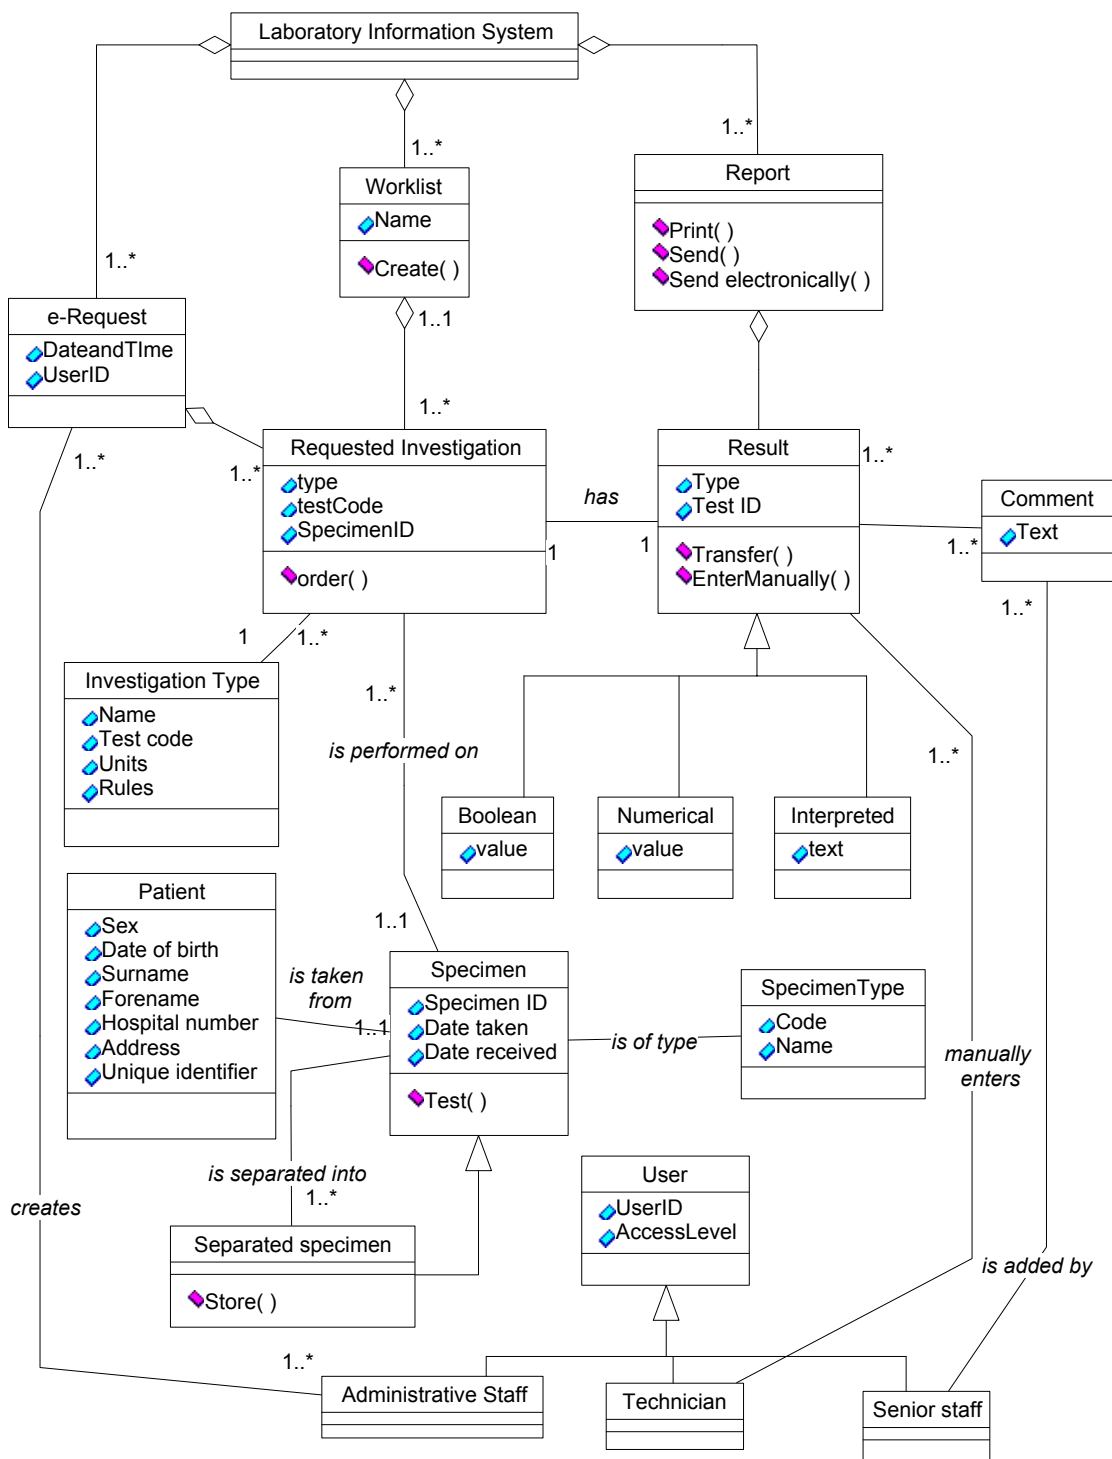 Laboratory Information System
1..*
1..*
1..*
Worklist
Name
Create( )
Report
Print( )
Send( )
Send electronically( )
e-Request
DateandTIme
UserID
1..1
1..*
1..*
1..*
Requested Investigation
type
testCode
SpecimenID
order( )
has
1
1
Result
Type
Test ID
Transfer( )
EnterManually( )
1..*
1..*
Comment
Text
1..*
1
1..*
Investigation Type
Name
Test code
Units
Rules
1..*
is performed on
1..1
1..*
Boolean
value
Numerical
value
Interpreted
text
Patient
Sex
Date of birth
Surname
Forename
Hospital number
Address
Unique identifier
is taken
from
1..1
Specimen
Specimen ID
Date taken
Date received
Test( )
is of type
SpecimenType
Code
Name
manually
enters
is separated into
1..*
creates
Separated specimen
Store( )
User
UserID
AccessLevel
is added by
1..*
Administrative Staff
Technician
Senior staff